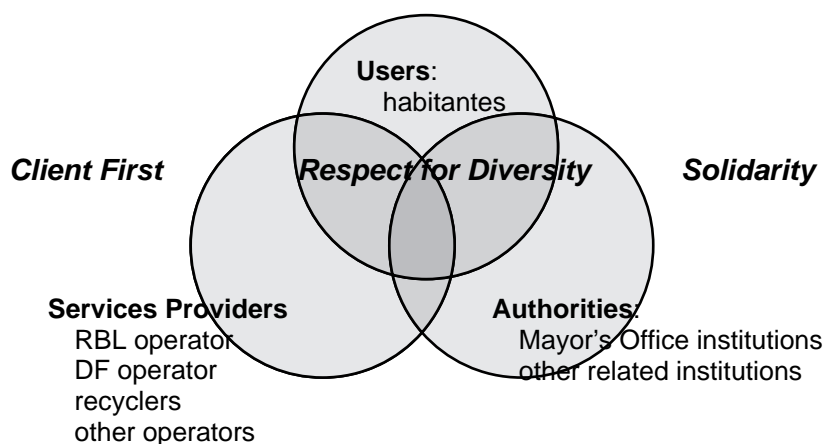 Users:
habitantes
Client First
Respect for Diversity
Solidarity
Services Providers
RBL operator
DF operator
recyclers
other operators
Authorities:
Mayor's Office institutions
other related institutions